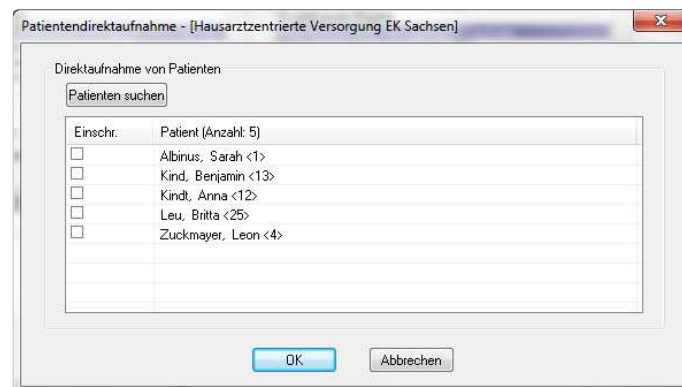 Patientendirektaufnahme - [Hausarztzentrierte Versorgung EK Sachsen]
Direktaufnahme von Patienten
Patienten suchen
Einschr. Patient (Anzahl: 5)
Albinus, Sarah <1>
Kind, Benjamin <13>
Kindt, Anna <12>
Leu, Britta <25>
Zuckmayer, Leon <4>
OK Abbrechen